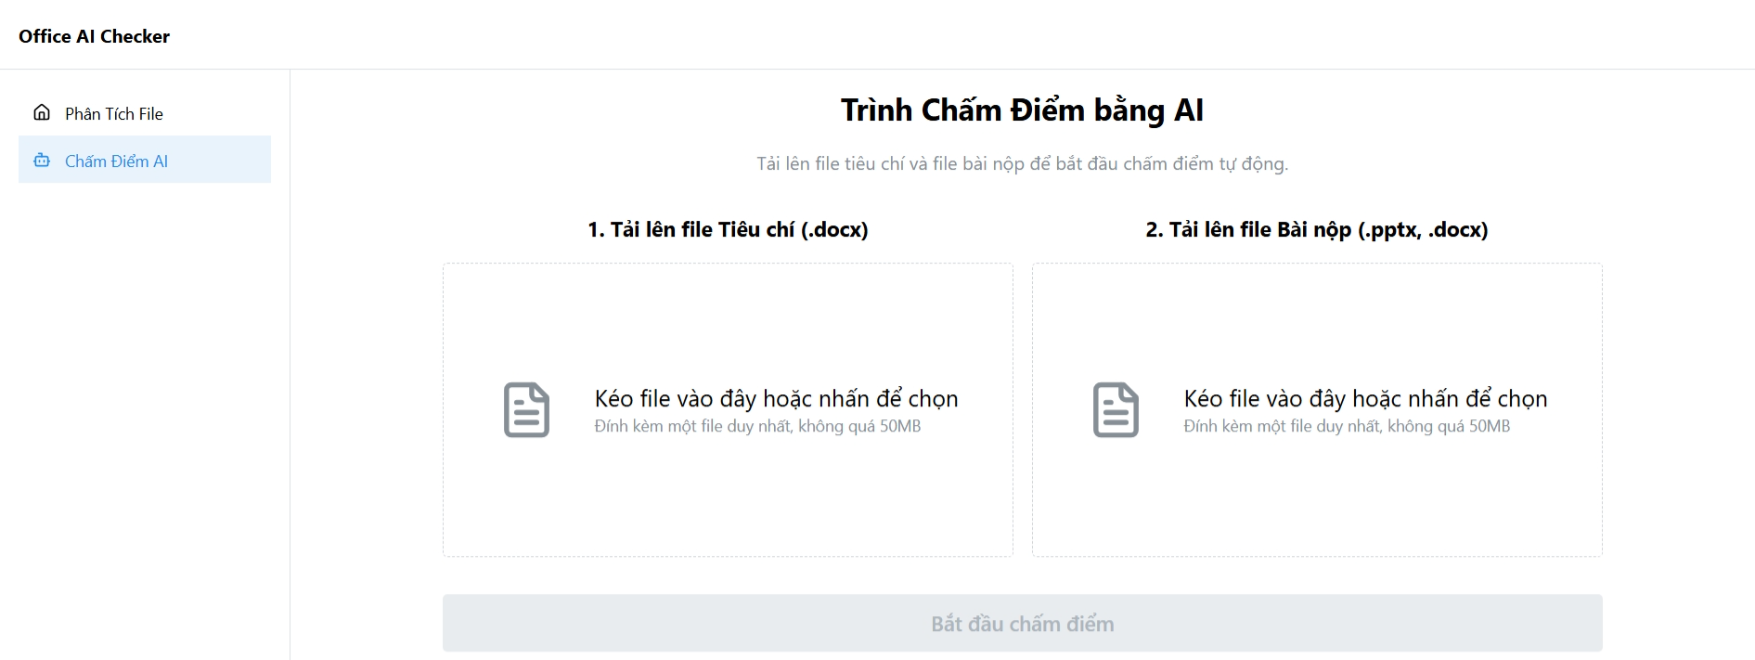 Office AI Checker
Phân Tích File
Chấm Điểm AI
Trình Chấm Điểm bằng AI
Tải lên file tiêu chí và file bài nộp để bắt đầu chấm điểm tự động.
1. Tải lên file Tiêu chí (.docx)
Kéo file vào đây hoặc nhấn để chọn
Đính kèm một file duy nhất, không quá 50MB
2. Tải lên file Bài nộp (.pptx, .docx)
Kéo file vào đây hoặc nhấn để chọn
Đính kèm một file duy nhất, không quá 50MB
Bắt đầu chấm điểm